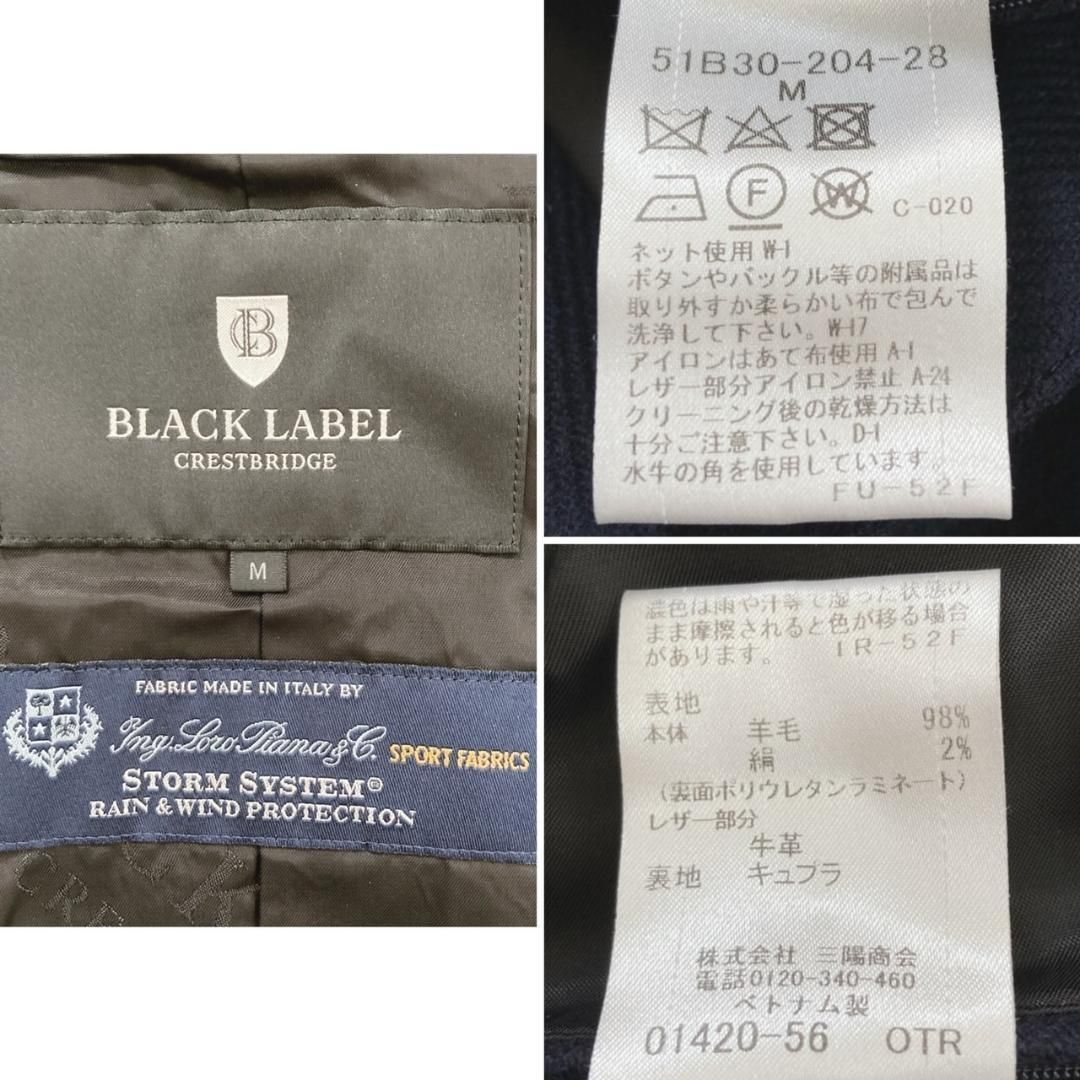 CB
BLACK LABEL
CRESTBRIDGE
M
FABRIC MADE IN ITALY BY
Ing. Loro Piana & C. SPORT FABRICS
STORM SYSTEM®
RAIN & WIND PROTECTION
CK
CRE
51B30-204-28
M
F W C-020
ネット使用 W-1
ボタンやバックル等の附属品は
取り外すか柔らかい布で包んで
洗浄して下さい。W-17
アイロンはあて布使用 A-1
レザー部分アイロン禁止 A-24
クリーニング後の乾燥方法は
十分ご注意下さい。D-1
水牛の角を使用しています。
FU-52F
濃色は雨や汗等で湿った状態の
まま摩擦されると色が移る場合
があります。 IR-52F
表地
本体 羊毛 98%
絹 2%
(裏面ポリウレタンラミネート)
レザー部分
牛革
裏地 キュプラ
株式会社 三陽商会
電話0120-340-460
ベトナム製
01420-56 OTR